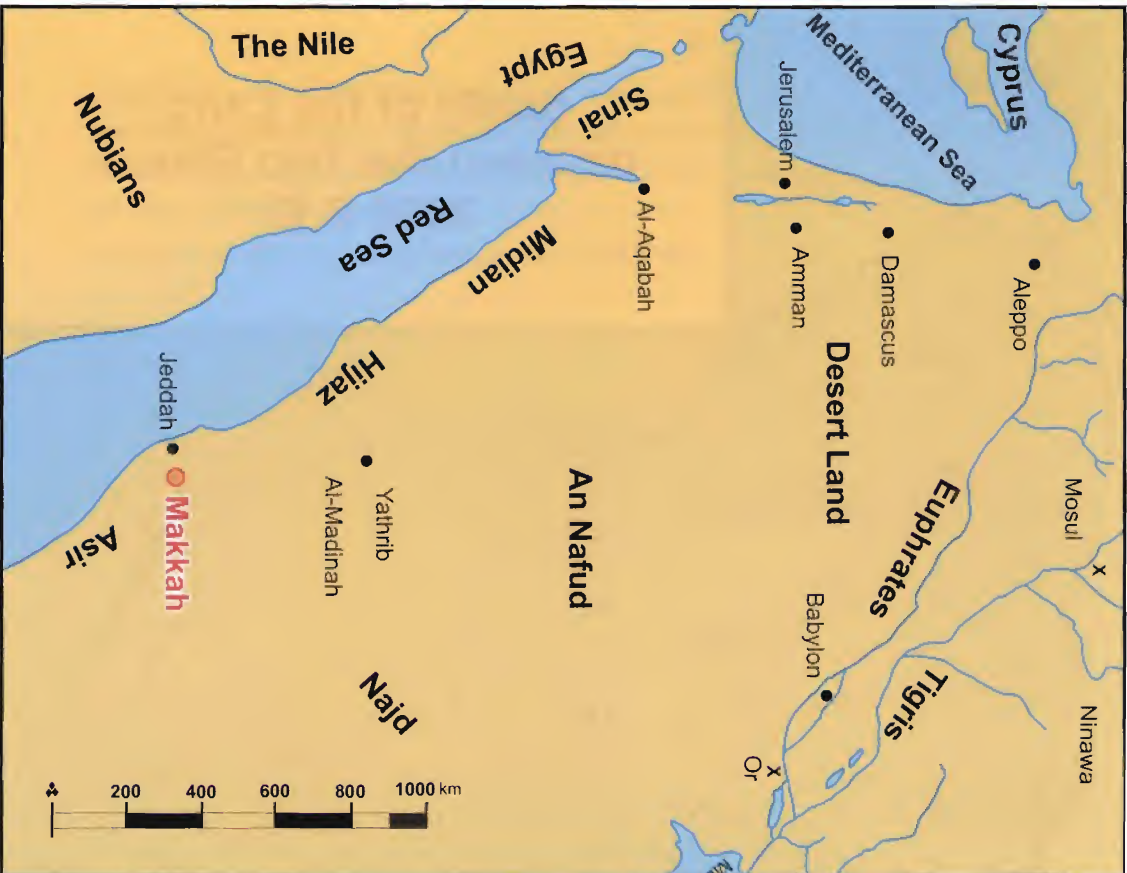 The Nile
Egypt
Sinai
Nubians
Red Sea
Midian
Al-Aqabah
Jerusalem
Mediterranean Sea
Cyprus
Amman
Damascus
Aleppo
Desert Land
Hijaz
Jeddah
Makkah
Asir
Yathrib
Al-Madinah
An Nafud
Najd
Euphrates
Mosul
x
Babylon
Tigris
Ninawa
x
Or
200 400 600 800 1000 km